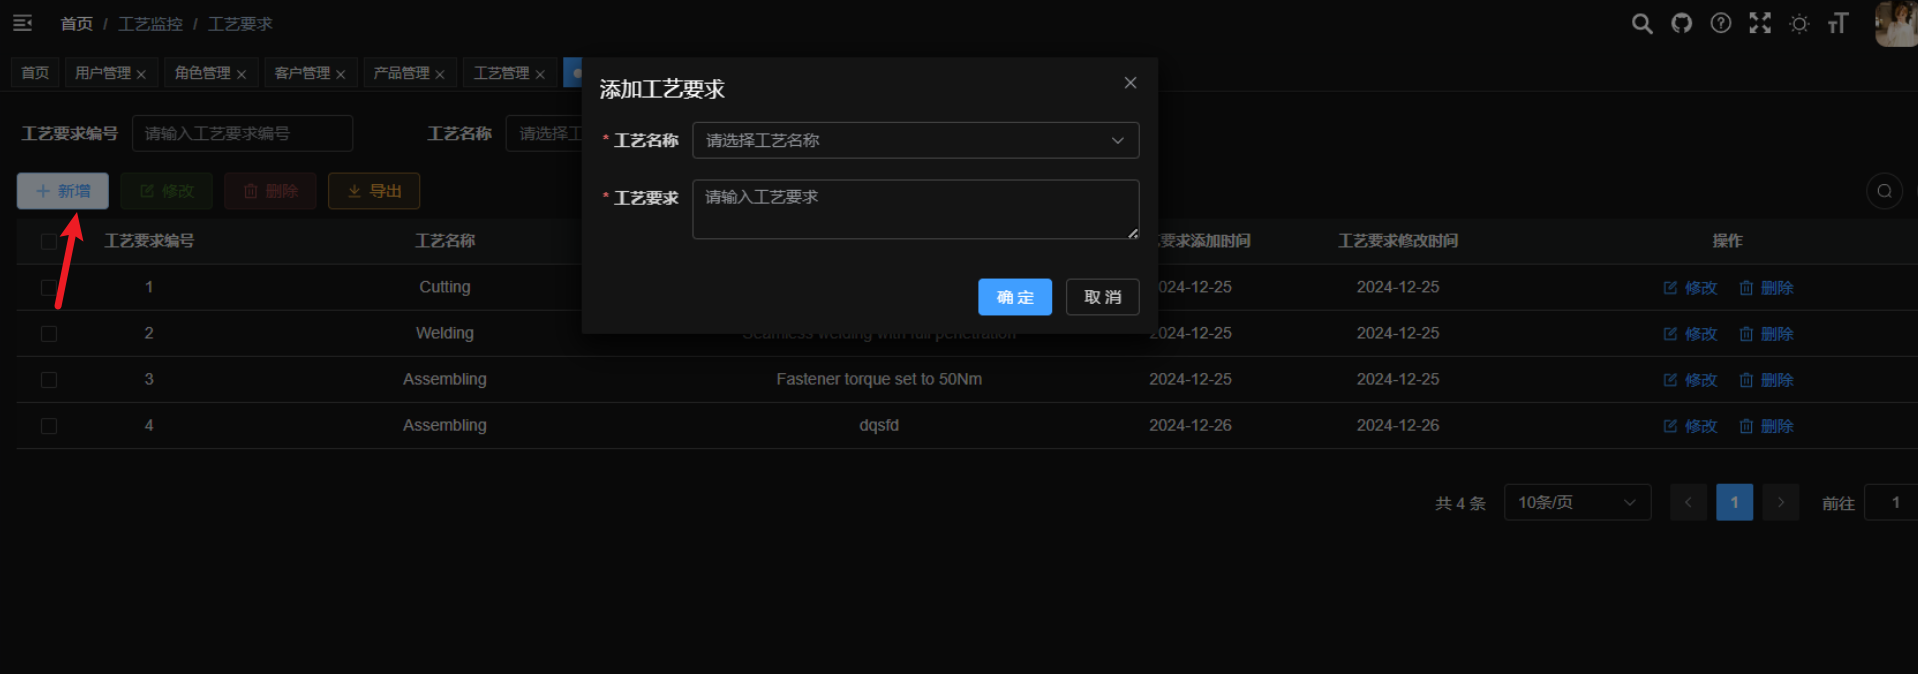 首页 / 工艺监控 / 工艺要求
首页 用户管理 × 角色管理 × 客户管理 × 产品管理 × 工艺管理 ×
添加工艺要求
工艺要求编号 请输入工艺要求编号 工艺名称 请选择工
* 工艺名称 请选择工艺名称
+ 新增 修改 删除 导出
* 工艺要求 请输入工艺要求
工艺要求编号 工艺名称 要求添加时间 工艺要求修改时间 操作
1 Cutting 024-12-25 2024-12-25 修改 删除
确 定 取 消
2 Welding Seamless welding with full penetration 2024-12-25 2024-12-25 修改 删除
3 Assembling Fastener torque set to 50Nm 2024-12-25 2024-12-25 修改 删除
4 Assembling dqsfd 2024-12-26 2024-12-26 修改 删除
共 4 条 10条/页 < 1 > 前往 1